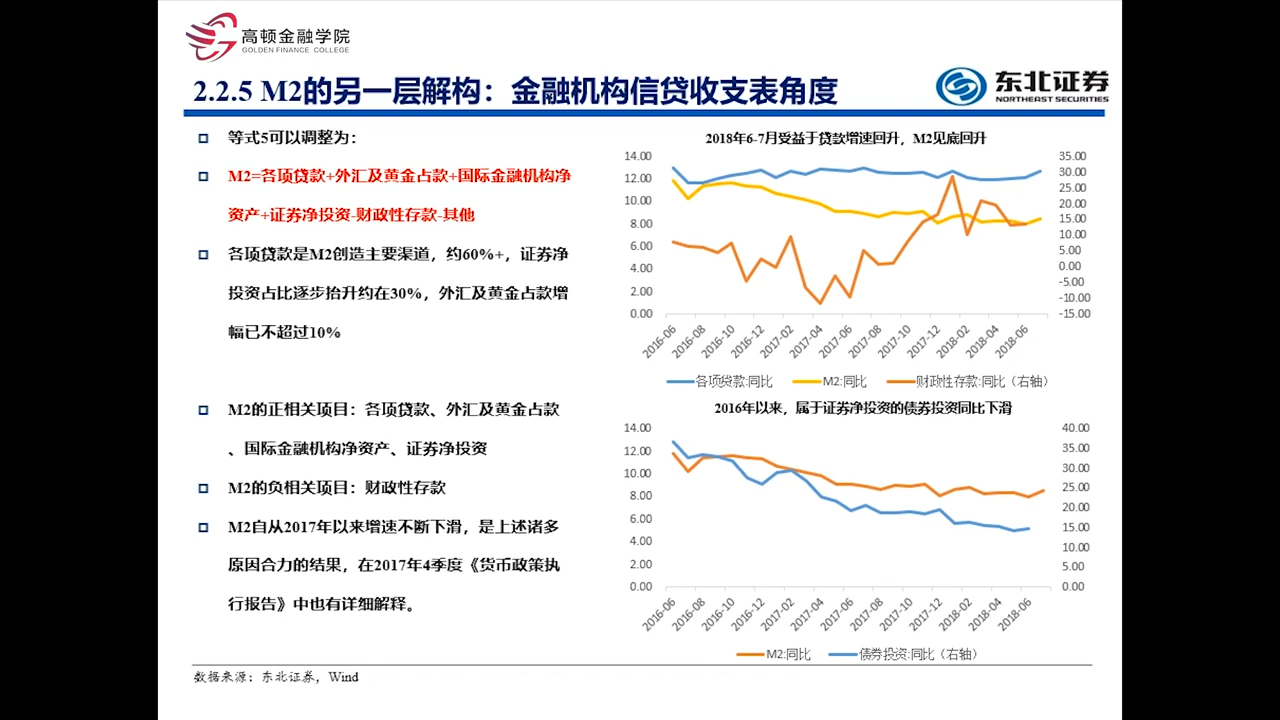 高顿金融学院
GOLDEN FINANCE COLLEGE
2.2.5 M2的另一层解构：金融机构信贷收支表角度
东北证券
NORTHEAST SECURITIES
等式5可以调整为：
M2=各项贷款+外汇及黄金占款+国际金融机构净
资产+证券净投资-财政性存款-其他
各项贷款是M2创造主要渠道，约60%+，证券净
投资占比逐步抬升约在30%，外汇及黄金占款增
幅已不超过10%
M2的正相关项目：各项贷款、外汇及黄金占款
、国际金融机构净资产、证券净投资
M2的负相关项目：财政性存款
M2自从2017年以来增速不断下滑，是上述诸多
原因合力的结果，在2017年4季度《货币政策执
行报告》中也有详细解释。
2018年6-7月受益于贷款增速回升，M2见底回升
14.00
12.00
10.00
8.00
6.00
4.00
2.00
0.00
35.00
30.00
25.00
20.00
15.00
10.00
5.00
0.00
-5.00
-10.00
-15.00
2016-06
2016-08
2016-10
2016-12
2017-02
2017-04
2017-06
2017-08
2017-10
2017-12
2018-02
2018-04
2018-06
各项贷款:同比
M2:同比
财政性存款:同比（右轴）
2016年以来，属于证券净投资的债券投资同比下滑
14.00
12.00
10.00
8.00
6.00
4.00
2.00
0.00
40.00
35.00
30.00
25.00
20.00
15.00
10.00
5.00
0.00
2016-06
2016-08
2016-10
2016-12
2017-02
2017-04
2017-06
2017-08
2017-10
2017-12
2018-02
2018-04
2018-06
M2:同比
债券投资:同比（右轴）
数据来源：东北证券，Wind